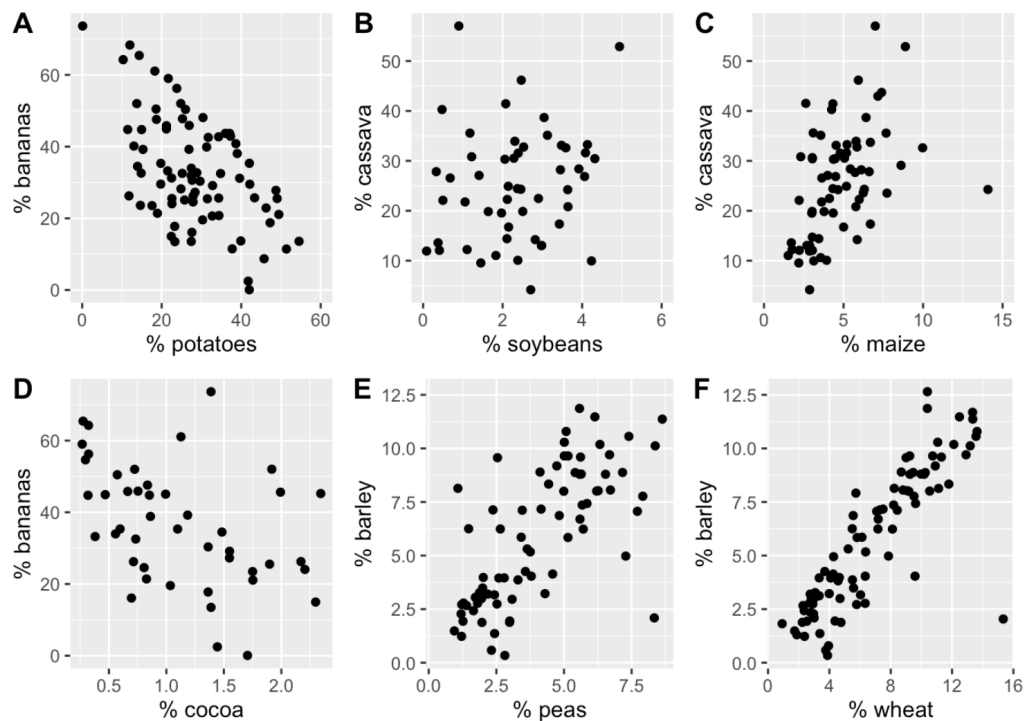 A
% bananas
60
40
20
0
0 20 40 60
% potatoes
B
% cassava
50
40
30
20
10
0 2 4 6
% soybeans
C
% cassava
50
40
30
20
10
0 5 10 15
% maize
D
% bananas
60
40
20
0
0.5 1.0 1.5 2.0
% cocoa
E
% barley
12.5
10.0
7.5
5.0
2.5
0.0
0.0 2.5 5.0 7.5
% peas
F
% barley
12.5
10.0
7.5
5.0
2.5
0.0
0 4 8 12 16
% wheat